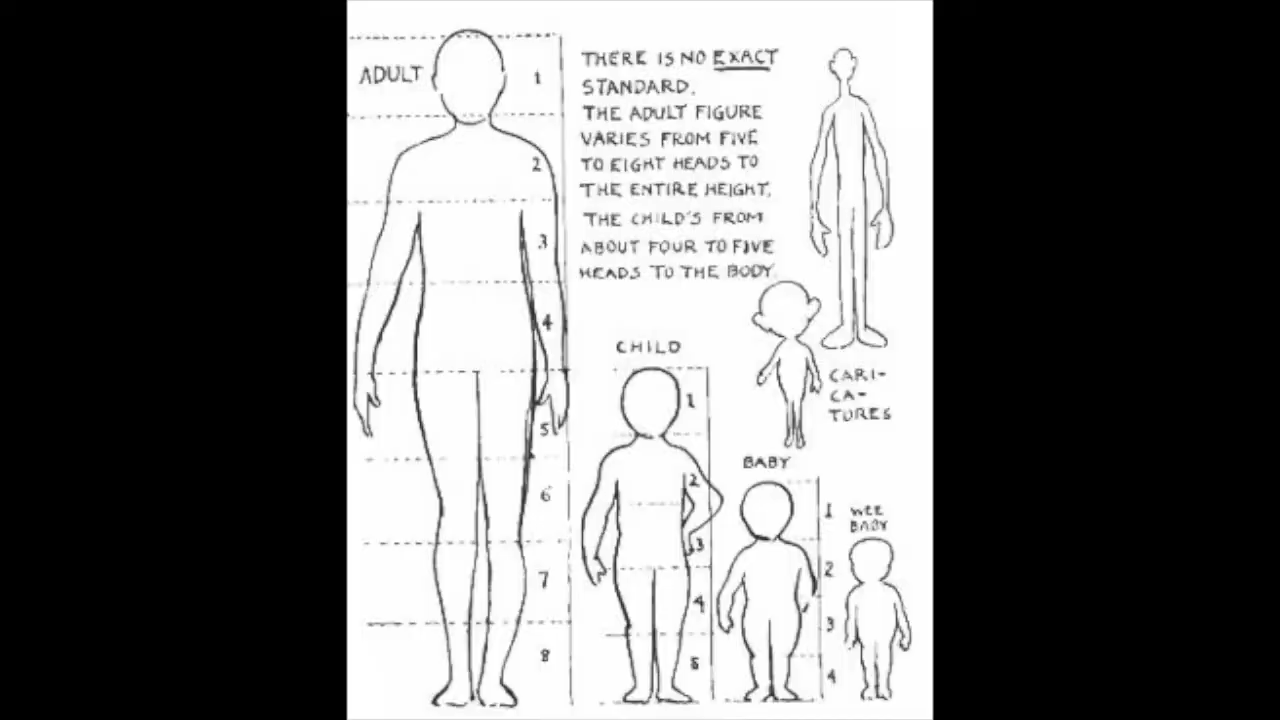 ADULT
1
2
3
4
5
6
7
8
THERE IS NO EXACT
STANDARD.
THE ADULT FIGURE
VARIES FROM FIVE
TO EIGHT HEADS TO
THE ENTIRE HEIGHT.
THE CHILD'S FROM
ABOUT FOUR TO FIVE
HEADS TO THE BODY.
CARI-
CA-
TURES
CHILD
1
2
3
4
5
BABY
1
2
3
4
WEE
BABY